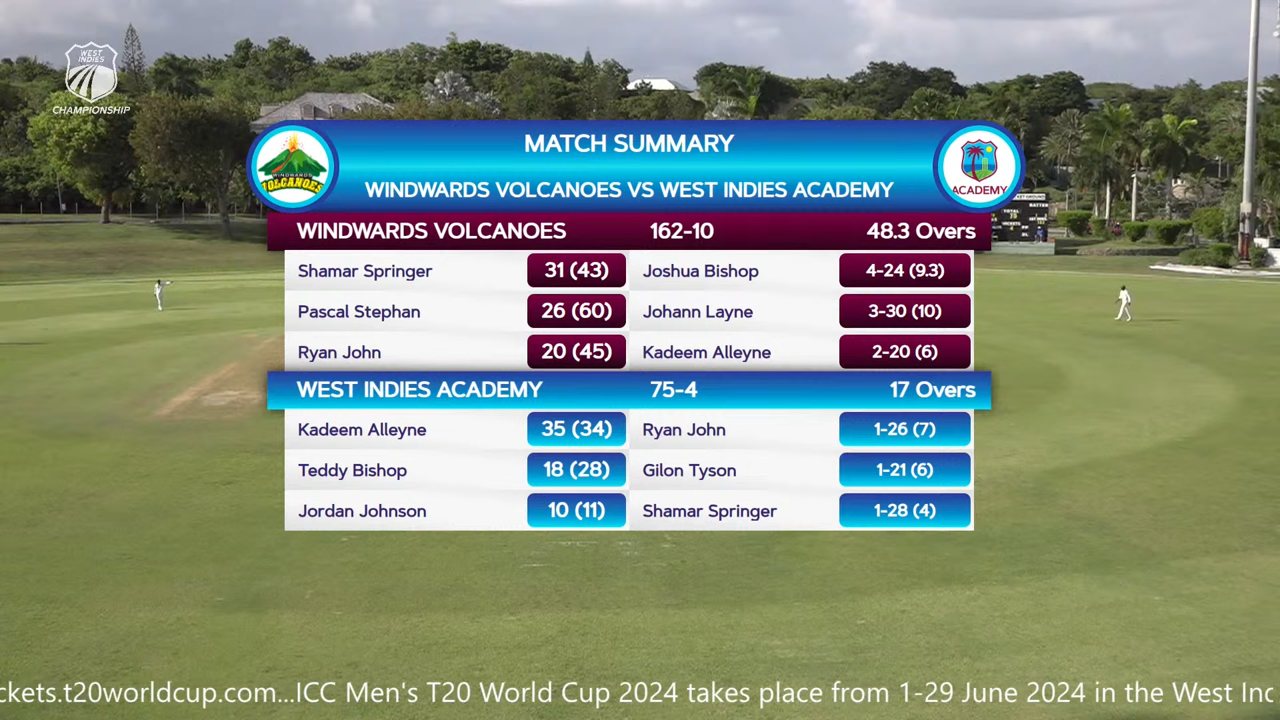 WEST
INDIES
CHAMPIONSHIP
MATCH SUMMARY
WINDWARDS VOLCANOES VS WEST INDIES ACADEMY
WINDWARDS
VOLCANOES
ACADEMY
WINDWARDS VOLCANOES 162-10 48.3 Overs
Shamar Springer 31 (43) Joshua Bishop 4-24 (9.3)
Pascal Stephan 26 (60) Johann Layne 3-30 (10)
Ryan John 20 (45) Kadeem Alleyne 2-20 (6)
WEST INDIES ACADEMY 75-4 17 Overs
Kadeem Alleyne 35 (34) Ryan John 1-26 (7)
Teddy Bishop 18 (28) Gilon Tyson 1-21 (6)
Jordan Johnson 10 (11) Shamar Springer 1-28 (4)
ckets.t20worldcup.com...ICC Men's T20 World Cup 2024 takes place from 1-29 June 2024 in the West Inc